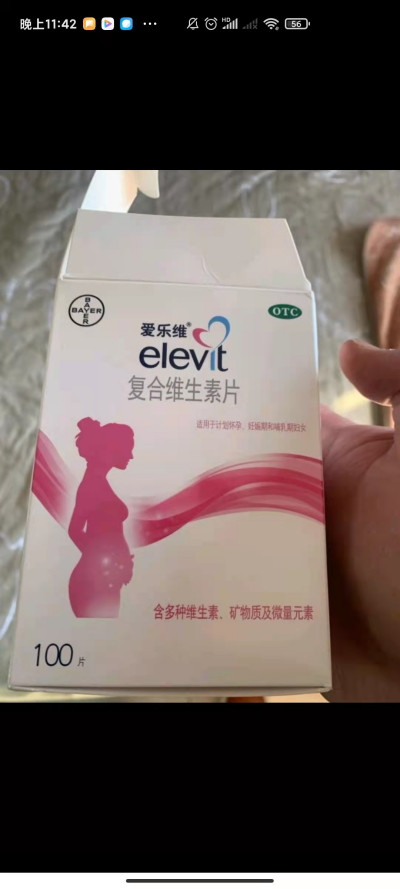 晚上11:42
HD
56
BAYER
BAYER
OTC
爱乐维®
elevit
复合维生素片
适用于计划怀孕、妊娠期和哺乳期妇女
含多种维生素、矿物质及微量元素
100片